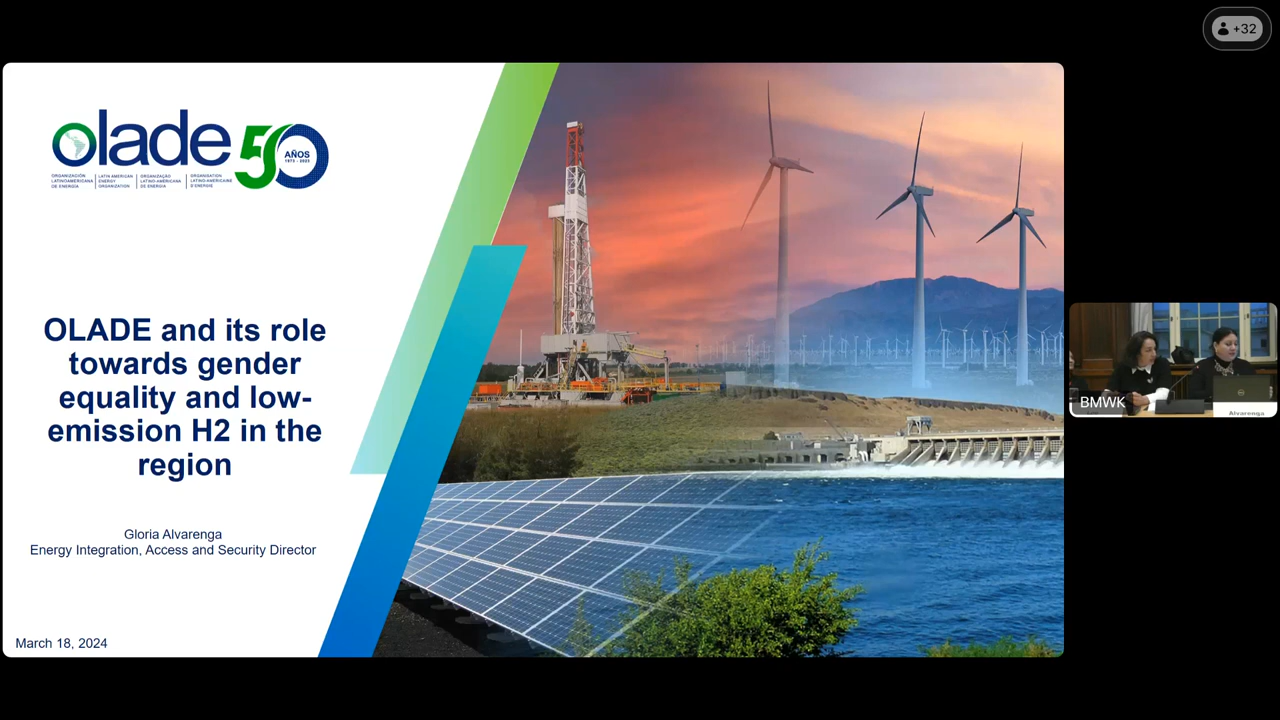 +32
olade 50
AÑOS
1973 - 2023
ORGANIZACIÓN
LATINOAMERICANA
DE ENERGÍA
LATIN AMERICAN
ENERGY
ORGANIZATION
ORGANIZAÇÃO
LATINO-AMERICANA
DE ENERGIA
ORGANISATION
LATINO-AMERICAINE
D'ENERGIE
OLADE and its role
towards gender
equality and low-
emission H2 in the
region
Gloria Alvarenga
Energy Integration, Access and Security Director
March 18, 2024
BMWK
Alvarenga